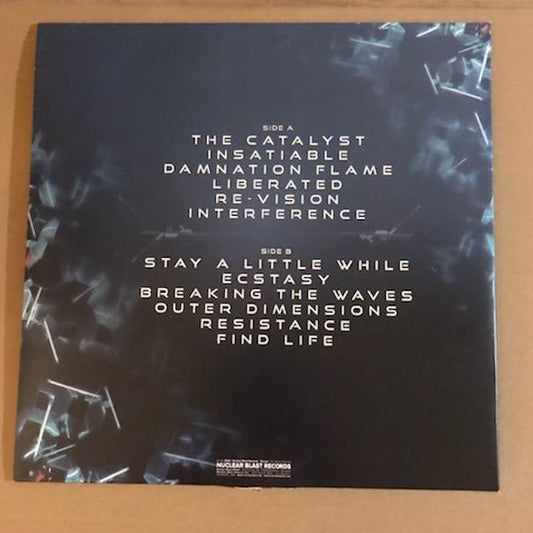 SIDE A
THE CATALYST
INSATIABLE
DAMNATION FLAME
LIBERATED
RE-VISION
INTERFERENCE
SIDE B
STAY A LITTLE WHILE
ECSTASY
BREAKING THE WAVES
OUTER DIMENSIONS
RESISTANCE
FIND LIFE
NUCLEAR BLAST RECORDS